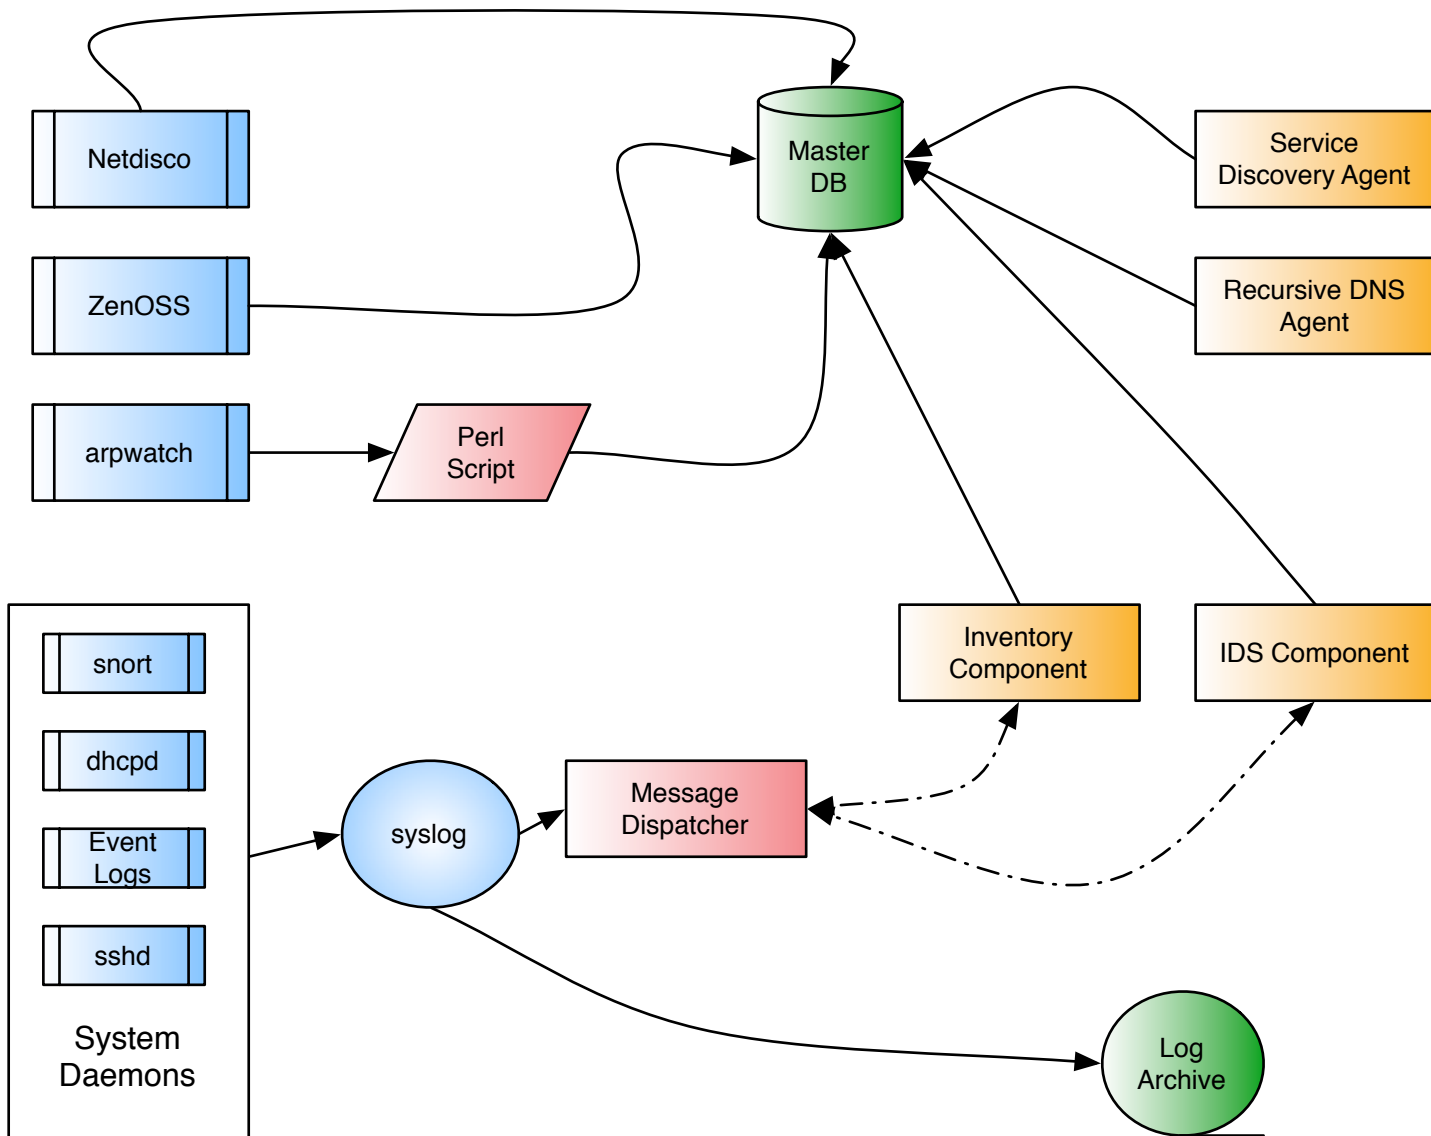 Netdisco
Master
DB
Service
Discovery Agent
ZenOSS
Recursive DNS
Agent
arpwatch
Perl
Script
snort
dhcpd
Event
Logs
sshd
System
Daemons
syslog
Message
Dispatcher
Inventory
Component
IDS Component
Log
Archive